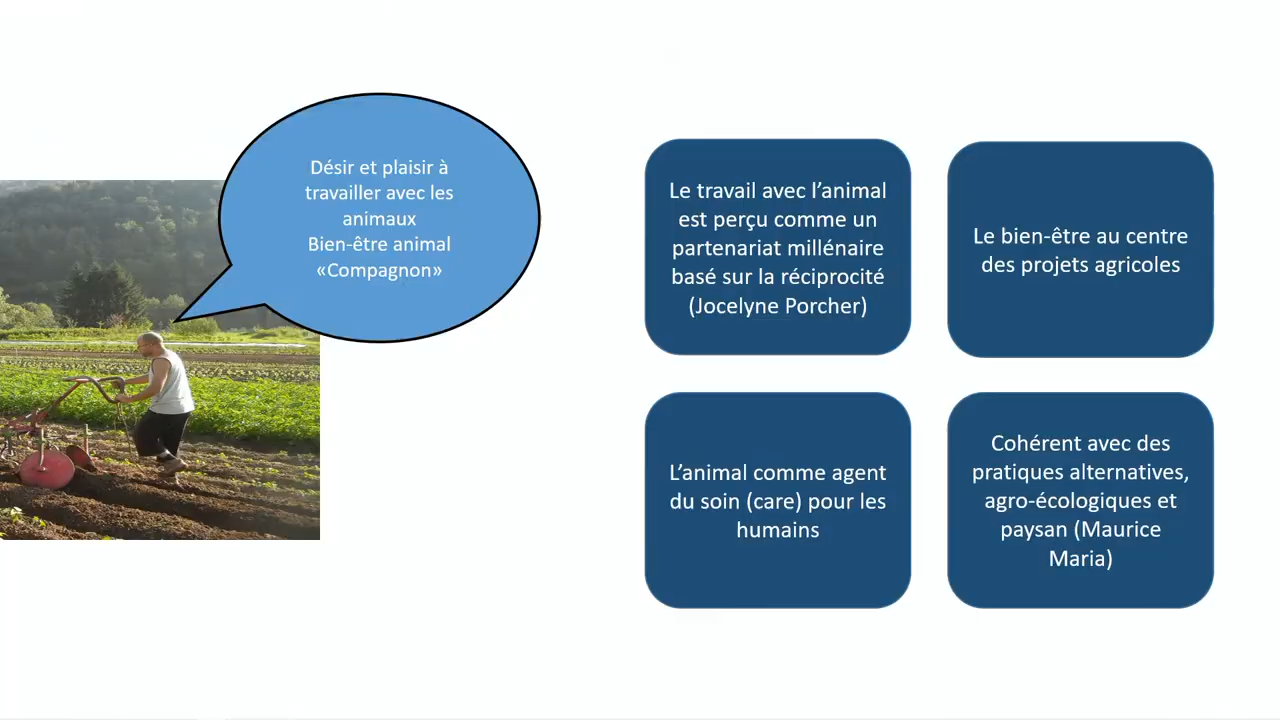 Désir et plaisir à
travailler avec les
animaux
Bien-être animal
«Compagnon»
Le travail avec l’animal
est perçu comme un
partenariat millénaire
basé sur la réciprocité
(Jocelyne Porcher)
Le bien-être au centre
des projets agricoles
L’animal comme agent
du soin (care) pour les
humains
Cohérent avec des
pratiques alternatives,
agro-écologiques et
paysan (Maurice
Maria)